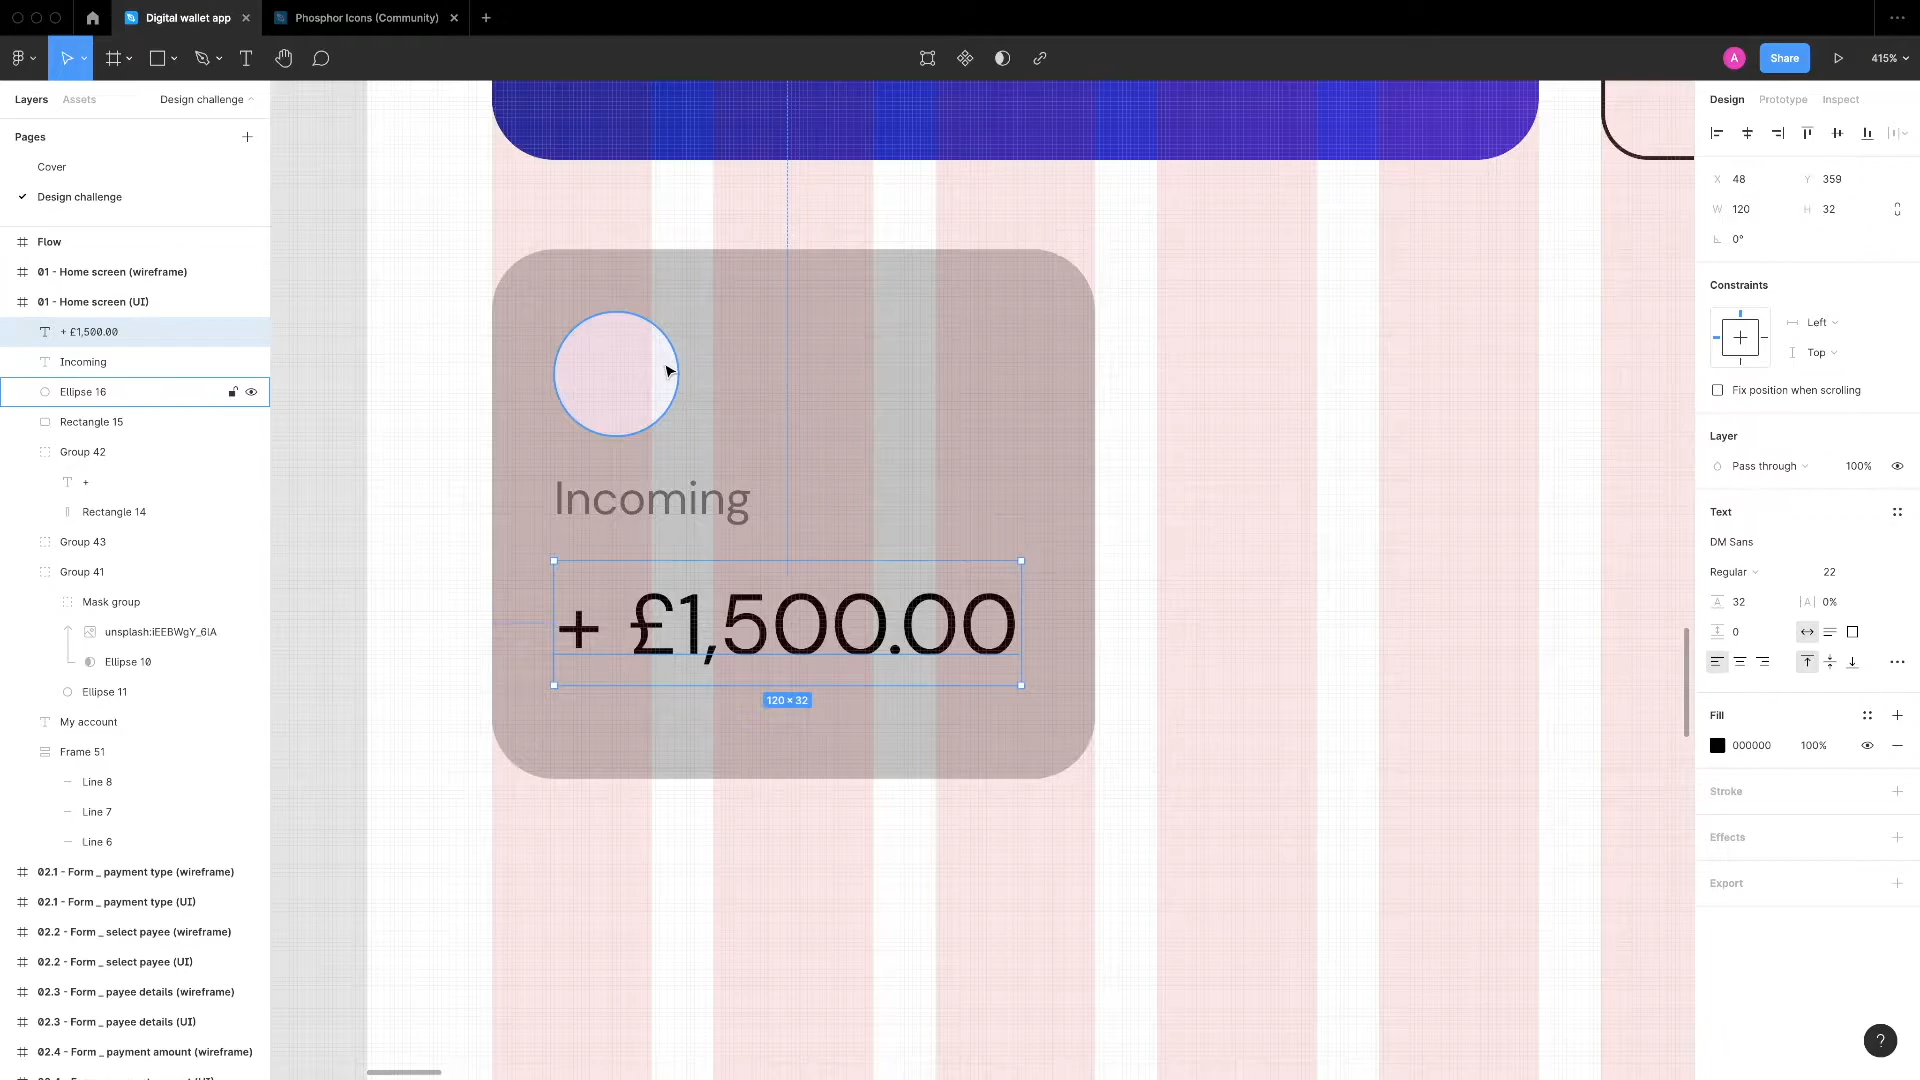 Digital wallet app
Phosphor Icons (Community)
A
Share
415%
Layers
Assets
Design challenge
Pages
Cover
Design challenge
Flow
01 - Home screen (wireframe)
01 - Home screen (UI)
+ £1,500.00
Incoming
Ellipse 16
Rectangle 15
Group 42
+
Rectangle 14
Group 43
Group 41
Mask group
unsplash:iEEBWgY_6lA
Ellipse 10
Ellipse 11
My account
Frame 51
Line 8
Line 7
Line 6
02.1 - Form _ payment type (wireframe)
02.1 - Form _ payment type (UI)
02.2 - Form _ select payee (wireframe)
02.2 - Form _ select payee (UI)
02.3 - Form _ payee details (wireframe)
02.3 - Form _ payee details (UI)
02.4 - Form _ payment amount (wireframe)
Incoming
+ £1,500.00
120 × 32
Design
Prototype
Inspect
X 48
Y 359
W 120
H 32
0°
Constraints
Left
Top
Fix position when scrolling
Layer
Pass through
100%
Text
DM Sans
Regular
22
32
0%
0
Fill
000000
100%
Stroke
Effects
Export
?